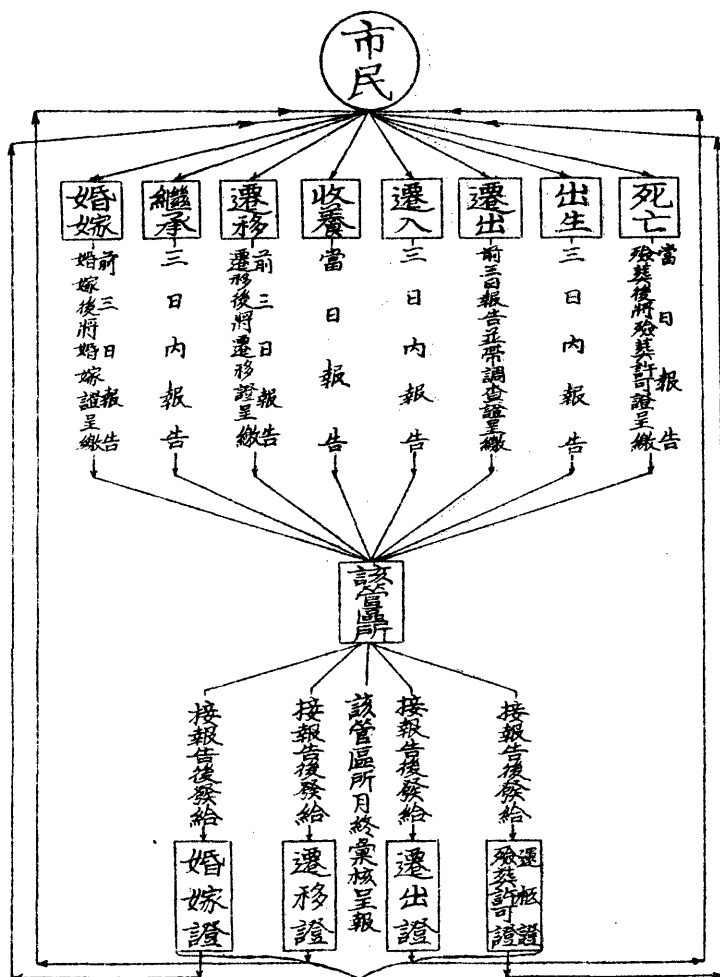 市民
死亡
出生
遷出
遷入
收養
遷移
繼承
婚嫁
當日報告
殮葬後將殮葬許可證呈繳
三日內報告
前三日報告並帶調查證呈繳
三日內報告
當日報告
前三日報告
遷移後將遷移證呈繳
三日內報告
前三日報告
婚嫁後將婚嫁證呈繳
該管區所
接報告後發給
接報告後發給
該管區所月終彙核呈報
接報告後發給
接報告後發給
運柩證
殮葬許可證
遷出證
遷移證
婚嫁證